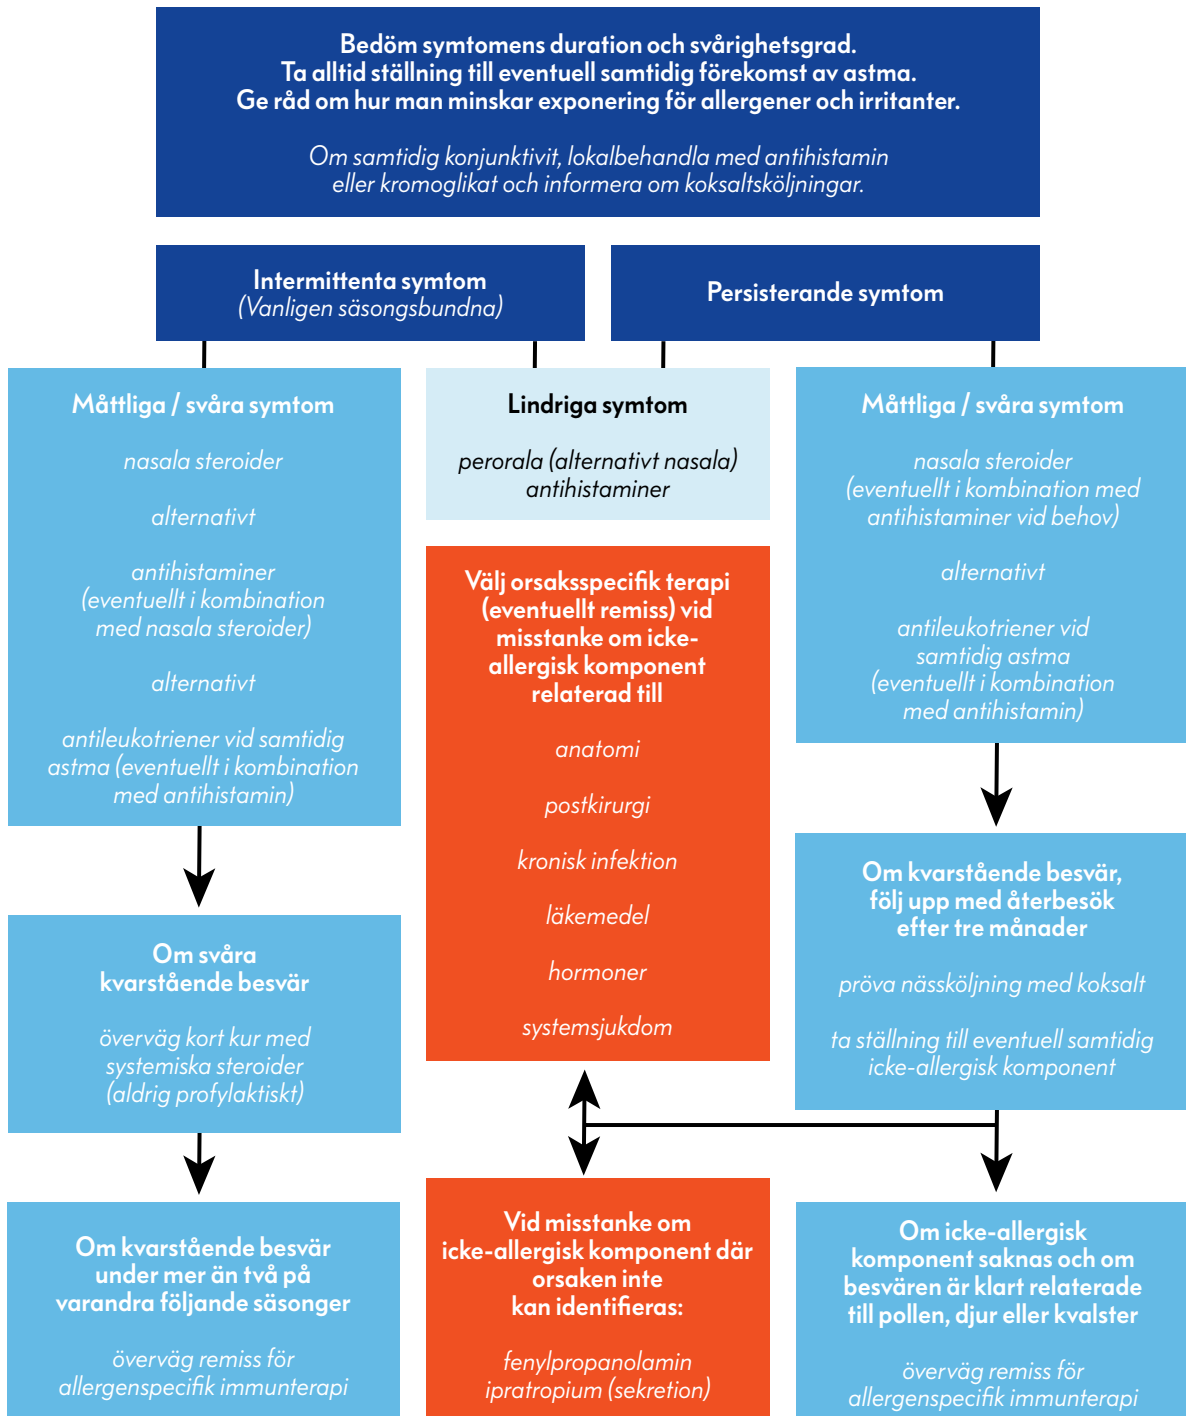 Bedöm symtomens duration och svårighetsgrad.
Ta alltid ställning till eventuell samtidig förekomst av astma.
Ge råd om hur man minskar exponering för allergener och irritanter.
Om samtidig konjunktivit, lokalbehandla med antihistamin
eller kromoglikat och informera om koksaltsköljningar.
Intermittenta symtom
(Vanligen säsongsbundna)
Persisterande symtom
Måttliga / svåra symtom
nasala steroider
alternativt
antihistaminer
(eventuellt i kombination
med nasala steroider)
alternativt
antileukotriener vid samtidig
astma (eventuellt i kombination
med antihistamin)
Lindriga symtom
perorala (alternativt nasala)
antihistaminer
Måttliga / svåra symtom
nasala steroider
(eventuellt i kombination med
antihistaminer vid behov)
alternativt
antileukotriener vid
samtidig astma
(eventuellt i kombination
med antihistamin)
Välj orsaksspecifik terapi
(eventuellt remiss) vid
misstanke om icke-
allergisk komponent
relaterad till
anatomi
postkirurgi
kronisk infektion
läkemedel
hormoner
systemsjukdom
Om svåra
kvarstående besvär
överväg kort kur med
systemiska steroider
(aldrig profylaktiskt)
Om kvarstående besvär,
följ upp med återbesök
efter tre månader
pröva nässköljning med koksalt
ta ställning till eventuell samtidig
icke-allergisk komponent
Om kvarstående besvär
under mer än två på
varandra följande säsonger
överväg remiss för
allergenspecifik immunterapi
Vid misstanke om
icke-allergisk komponent där
orsaken inte
kan identifieras:
fenylpropanolamin
ipratropium (sekretion)
Om icke-allergisk
komponent saknas och om
besvären är klart relaterade
till pollen, djur eller kvalster
överväg remiss för
allergenspecifik immunterapi